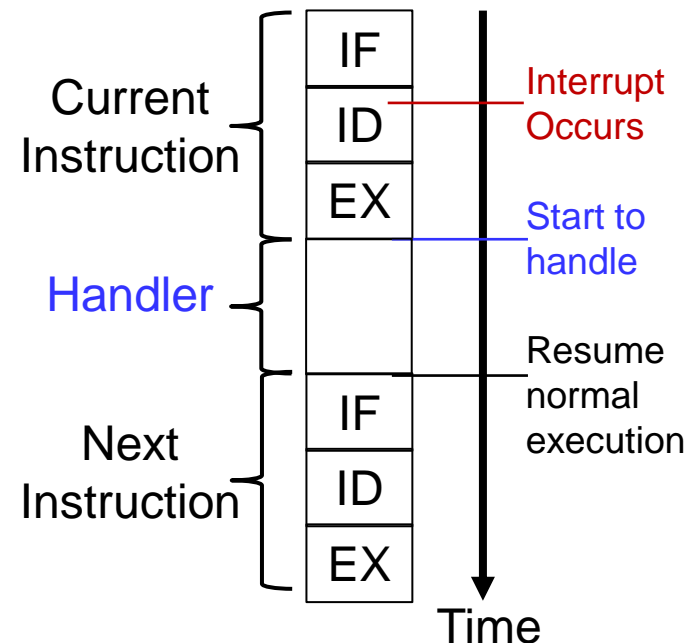 IF
Current
Instruction
ID
Interrupt
Occurs
EX
Start to
handle
Handler
Resume
normal
execution
IF
Next
Instruction
ID
EX
Time